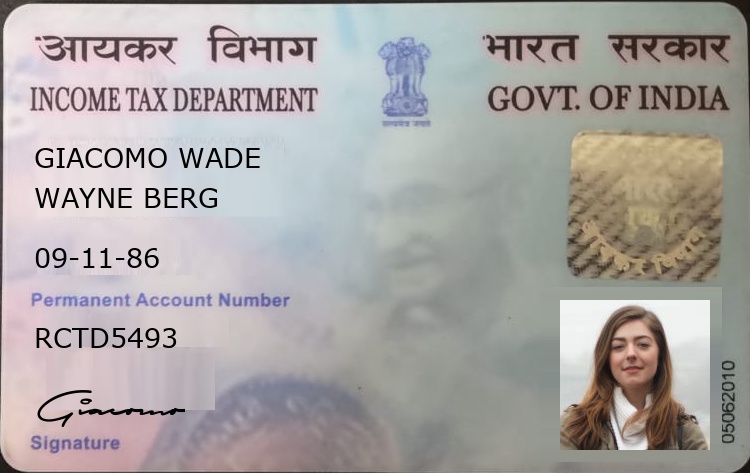 आयकर विभाग
भारत सरकार
INCOME TAX DEPARTMENT
GOVT. OF INDIA
सत्यमेव जयते
GIACOMO WADE
WAYNE BERG
09-11-86
Permanent Account Number
RCTD5493
Giacomo
Signature
05062010